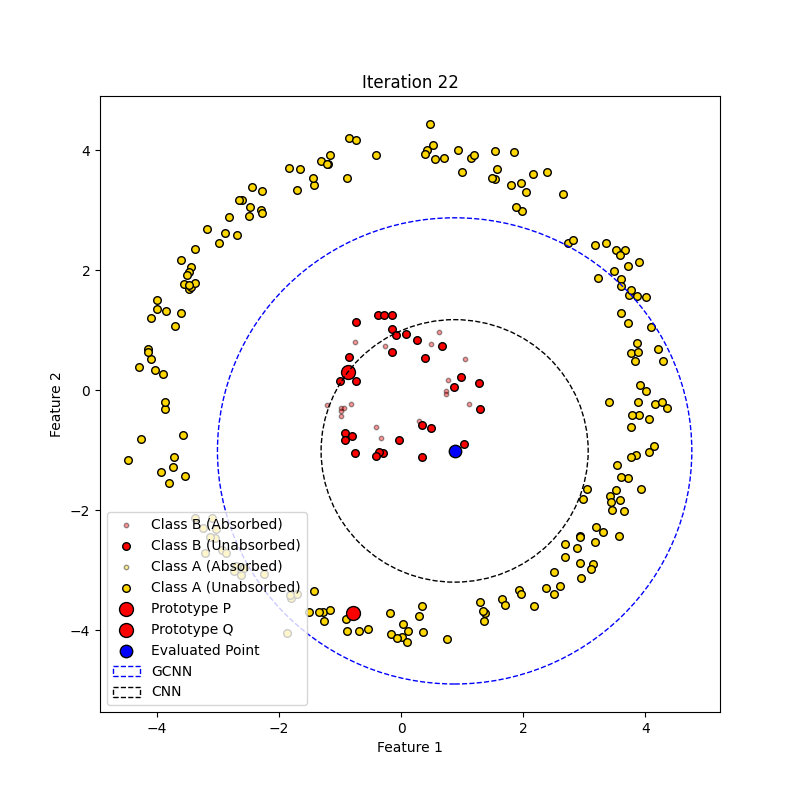 Iteration 22
4
2
0
−2
−4
Feature 2
Class B (Absorbed)
Class B (Unabsorbed)
Class A (Absorbed)
Class A (Unabsorbed)
Prototype P
Prototype Q
Evaluated Point
GCNN
CNN
−4 −2 0 2 4
Feature 1